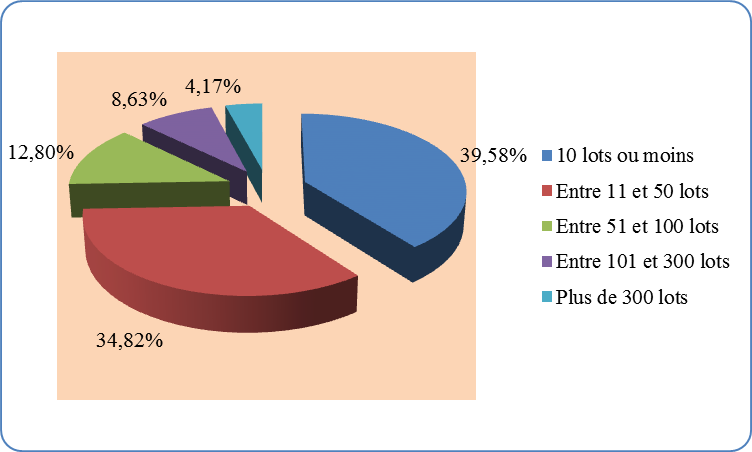 4,17%
8,63%
12,80%
39,58%
34,82%
10 lots ou moins
Entre 11 et 50 lots
Entre 51 et 100 lots
Entre 101 et 300 lots
Plus de 300 lots